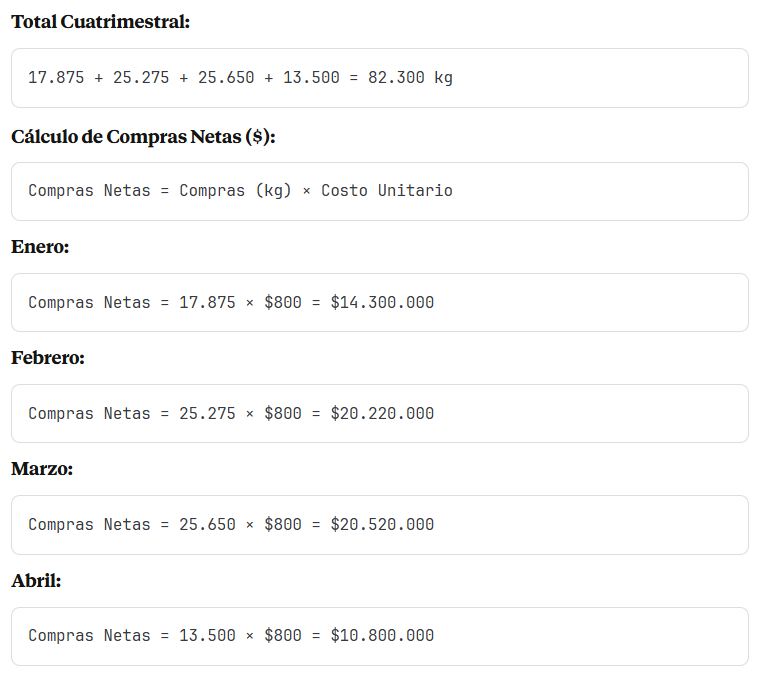 Total Cuatrimestral:
17.875 + 25.275 + 25.650 + 13.500 = 82.300 kg
Cálculo de Compras Netas ($):
Compras Netas = Compras (kg) × Costo Unitario
Enero:
Compras Netas = 17.875 × $800 = $14.300.000
Febrero:
Compras Netas = 25.275 × $800 = $20.220.000
Marzo:
Compras Netas = 25.650 × $800 = $20.520.000
Abril:
Compras Netas = 13.500 × $800 = $10.800.000